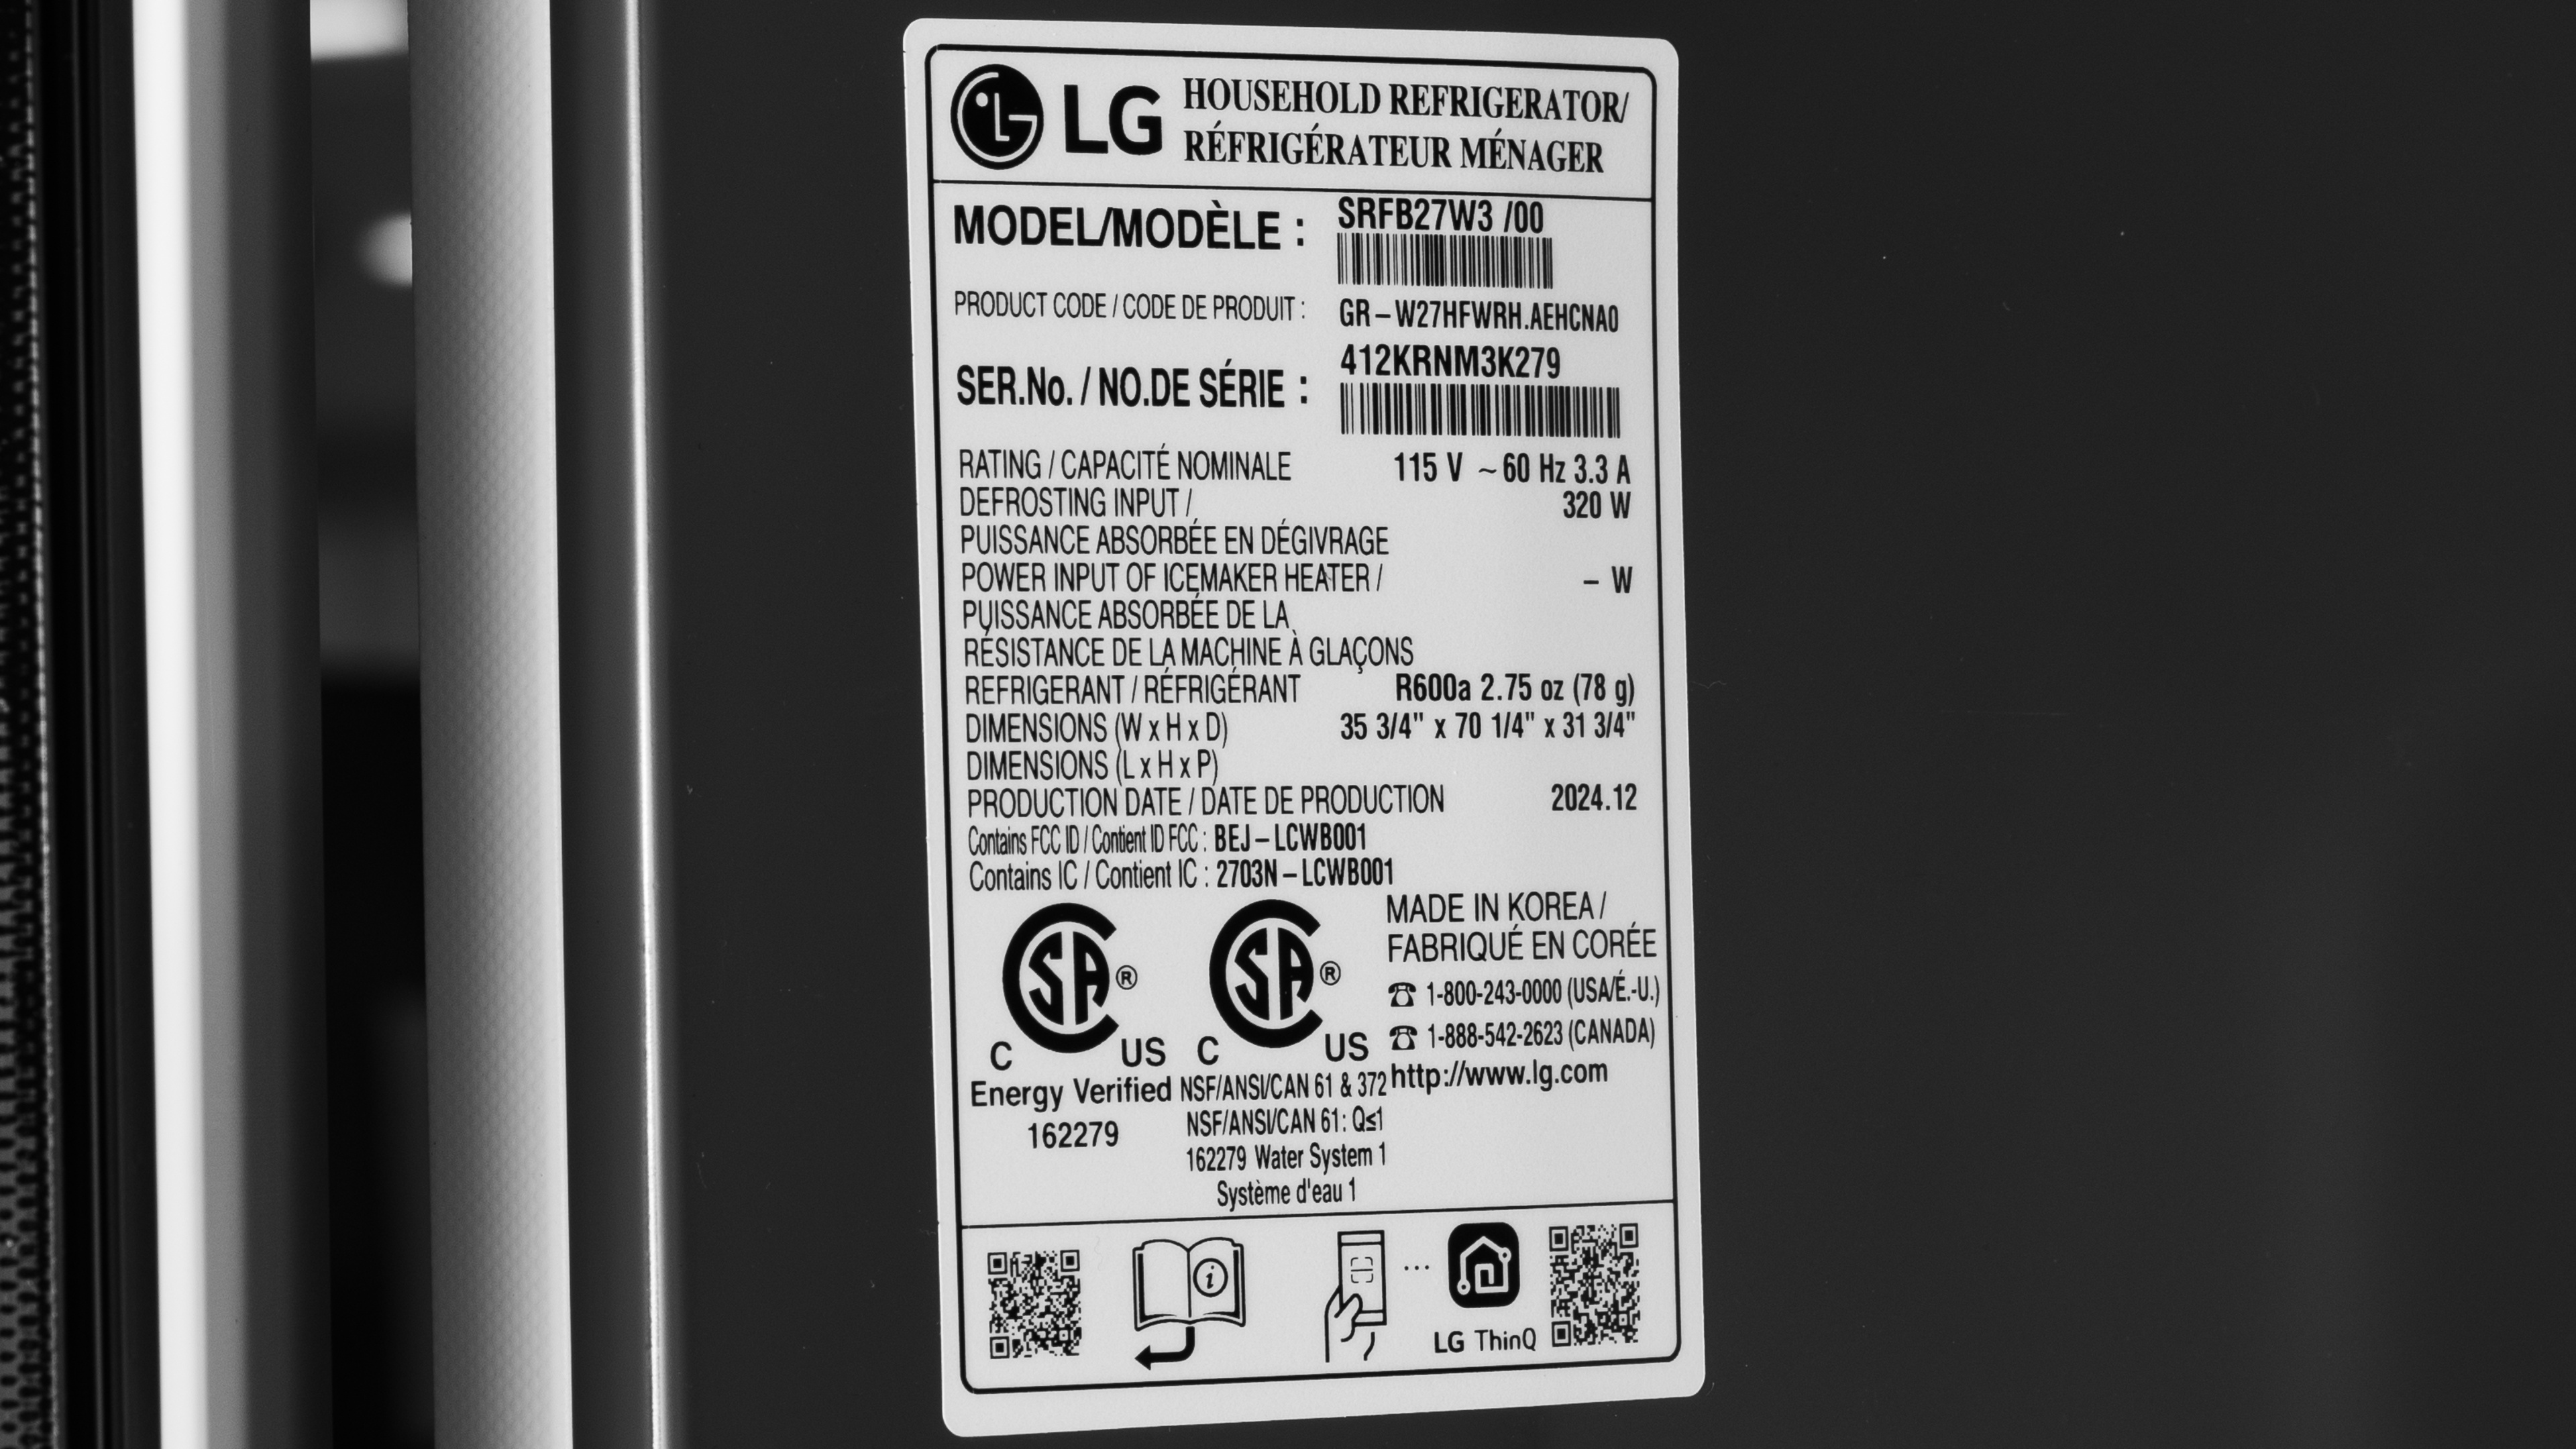 LG HOUSEHOLD REFRIGERATOR/
RÉFRIGÉRATEUR MÉNAGER
MODEL/MODÈLE : SRFB27W3 /00
PRODUCT CODE / CODE DE PRODUIT : GR–W27HFWRH.AEHCNA0
SER.No. / NO.DE SÉRIE : 412KRNM3K279
RATING / CAPACITÉ NOMINALE 115 V ~60 Hz 3.3 A
DEFROSTING INPUT / 320 W
PUISSANCE ABSORBÉE EN DÉGIVRAGE
POWER INPUT OF ICEMAKER HEATER / – W
PUISSANCE ABSORBÉE DE LA
RÉSISTANCE DE LA MACHINE À GLAÇONS
REFRIGERANT / RÉFRIGÉRANT R600a 2.75 oz (78 g)
DIMENSIONS (W x H x D) 35 3/4" x 70 1/4" x 31 3/4"
DIMENSIONS (L x H x P)
PRODUCTION DATE / DATE DE PRODUCTION 2024.12
Contains FCC ID / Contient ID FCC : BEJ–LCWB001
Contains IC / Contient IC : 2703N–LCWB001
MADE IN KOREA /
FABRIQUÉ EN CORÉE
☎ 1-800-243-0000 (USA/É.-U.)
☎ 1-888-542-2623 (CANADA)
http://www.lg.com
C SA ® US
Energy Verified
162279
C SA ® US
NSF/ANSI/CAN 61 & 372
NSF/ANSI/CAN 61: Q≤1
162279 Water System 1
Système d'eau 1
i
LG ThinQ